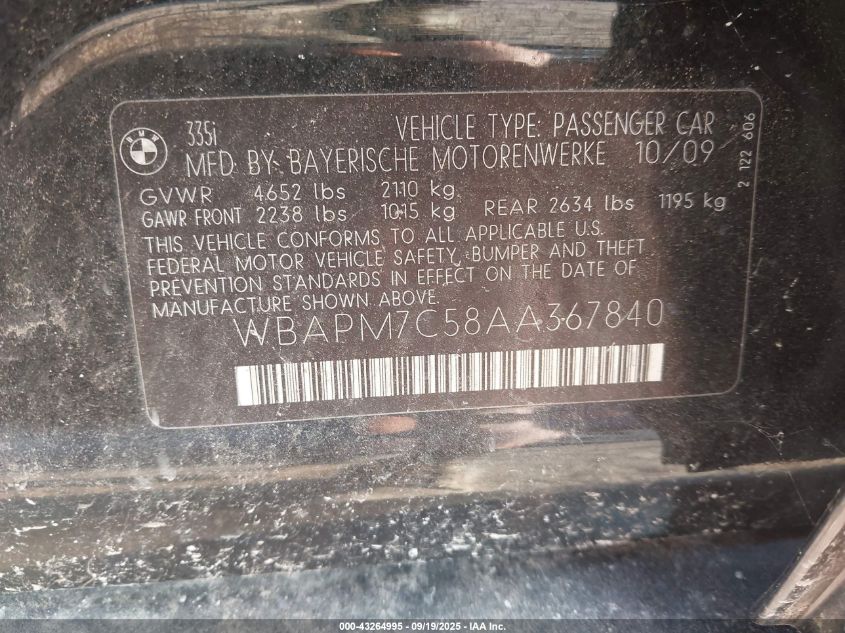 BMW
335i VEHICLE TYPE: PASSENGER CAR
MFD BY: BAYERISCHE MOTORENWERKE 10/09
GVWR 4652 lbs 2110 kg
GAWR FRONT 2238 lbs 1015 kg REAR 2634 lbs 1195 kg
THIS VEHICLE CONFORMS TO ALL APPLICABLE U.S.
FEDERAL MOTOR VEHICLE SAFETY, BUMPER AND THEFT
PREVENTION STANDARDS IN EFFECT ON THE DATE OF
MANUFACTURE SHOWN ABOVE.
WBAPM7C58AA367840
2 122 606
000-43264995 - 09/19/2025 - IAA Inc.